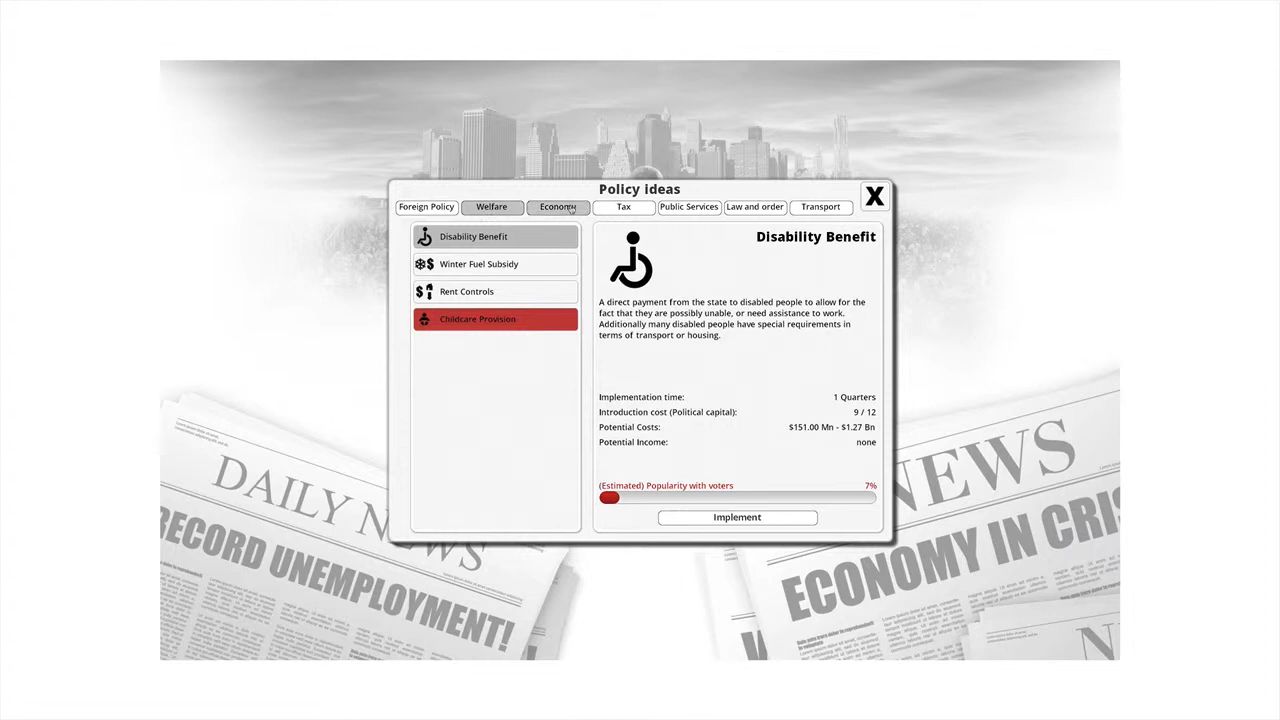 Policy ideas
X
Foreign Policy
Welfare
Economy
Tax
Public Services
Law and order
Transport
Disability Benefit
Winter Fuel Subsidy
Rent Controls
Childcare Provision
Disability Benefit
A direct payment from the state to disabled people to allow for the
fact that they are possibly unable, or need assistance to work.
Additionally many disabled people have special requirements in
terms of transport or housing.
Implementation time: 1 Quarters
Introduction cost (Political capital): 9 / 12
Potential Costs: $151.00 Mn - $1.27 Bn
Potential Income: none
(Estimated) Popularity with voters 7%
Implement
DAILY NEWS
RECORD UNEMPLOYMENT!
NEWS
ECONOMY IN CRIS